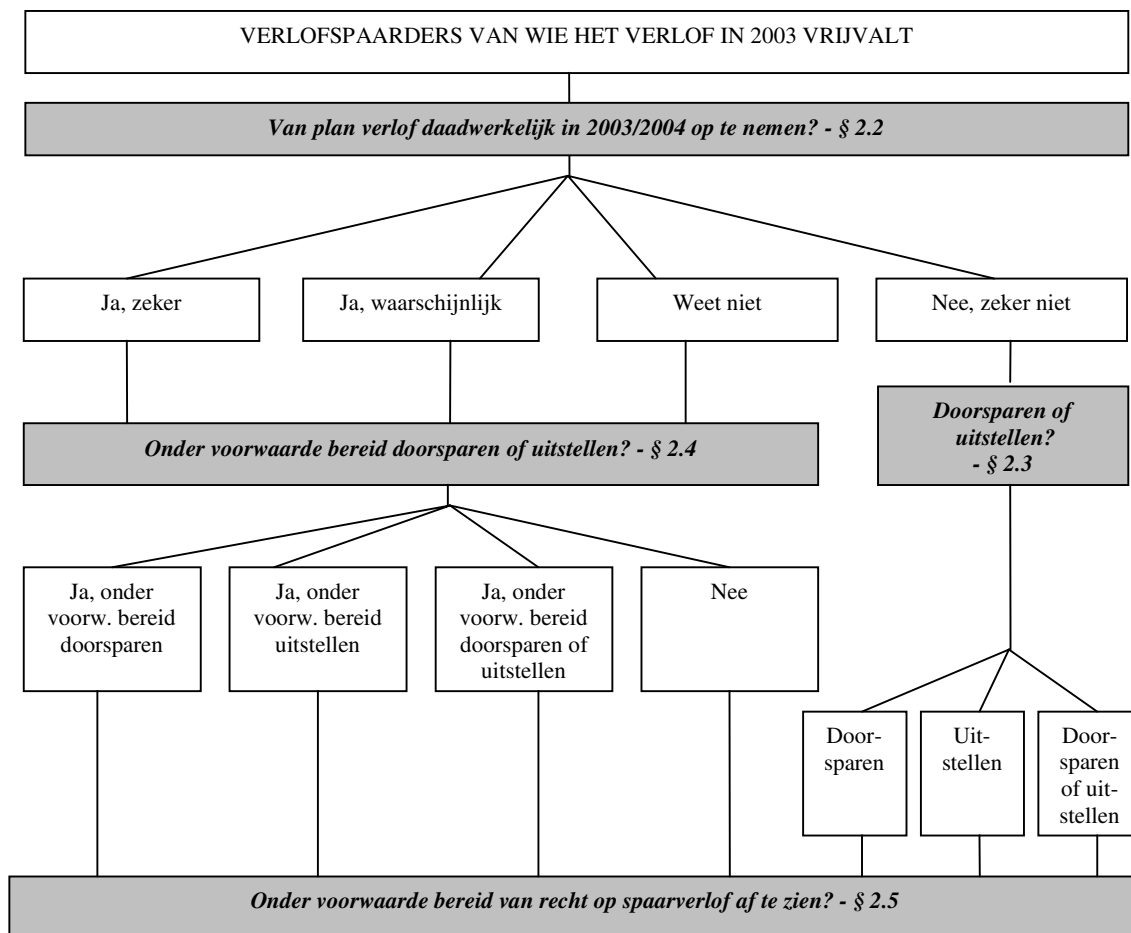 VERLOFSPAARDERS VAN WIE HET VERLOF IN 2003 VRIJVALT
Van plan verlof daadwerkelijk in 2003/2004 op te nemen? - § 2.2
Ja, zeker
Ja, waarschijnlijk
Weet niet
Nee, zeker niet
Onder voorwaarde bereid doorsparen of uitstellen? - § 2.4
Doorsparen of
uitstellen?
- § 2.3
Ja, onder
voorw. bereid
doorsparen
Ja, onder
voorw. bereid
uitstellen
Ja, onder
voorw. bereid
doorsparen of
uitstellen
Nee
Door-
sparen
Uit-
stellen
Door-
sparen
of uit-
stellen
Onder voorwaarde bereid van recht op spaarverlof af te zien? - § 2.5